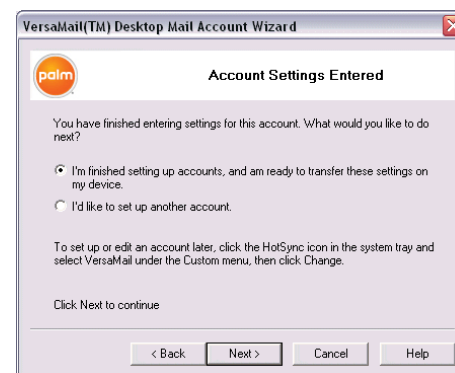 VersaMail(TM) Desktop Mail Account Wizard
palm
Account Settings Entered
You have finished entering settings for this account. What would you like to do
next?
I'm finished setting up accounts, and am ready to transfer these settings on
my device.
I'd like to set up another account.
To set up or edit an account later, click the HotSync icon in the system tray and
select VersaMail under the Custom menu, then click Change.
Click Next to continue
< Back Next > Cancel Help